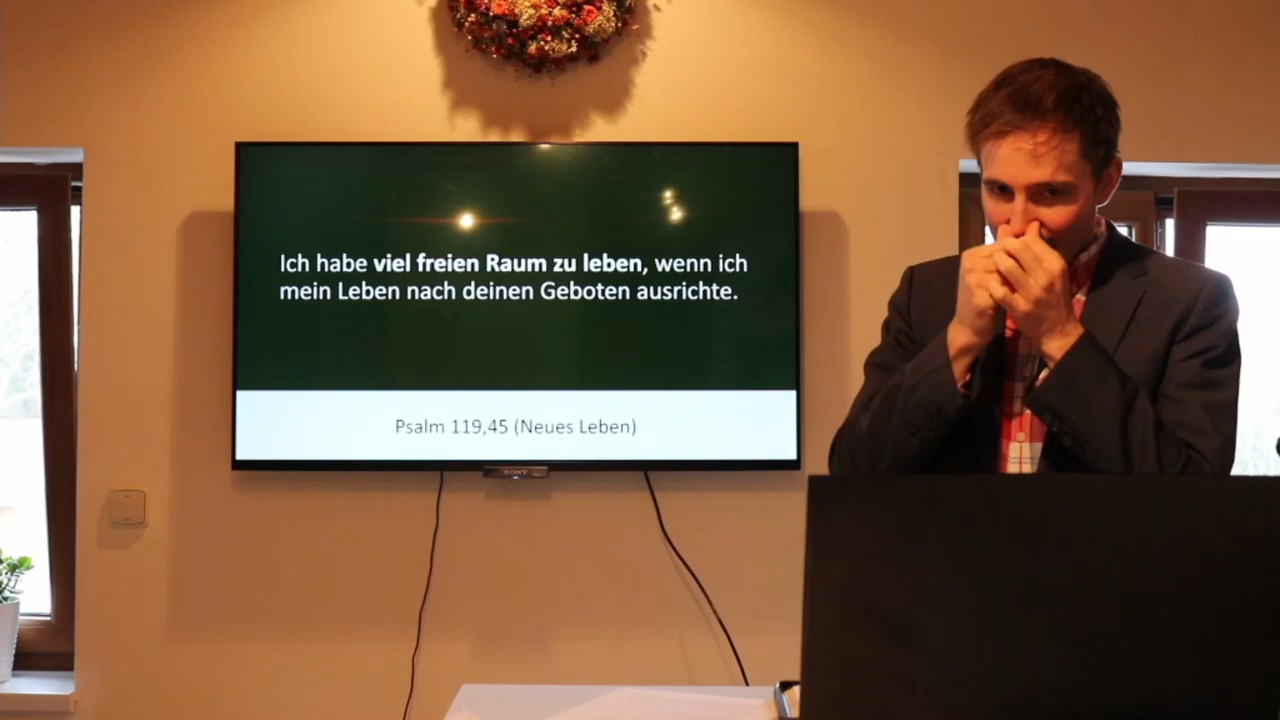 Ich habe viel freien Raum zu leben, wenn ich
mein Leben nach deinen Geboten ausrichte.
Psalm 119,45 (Neues Leben)
SONY